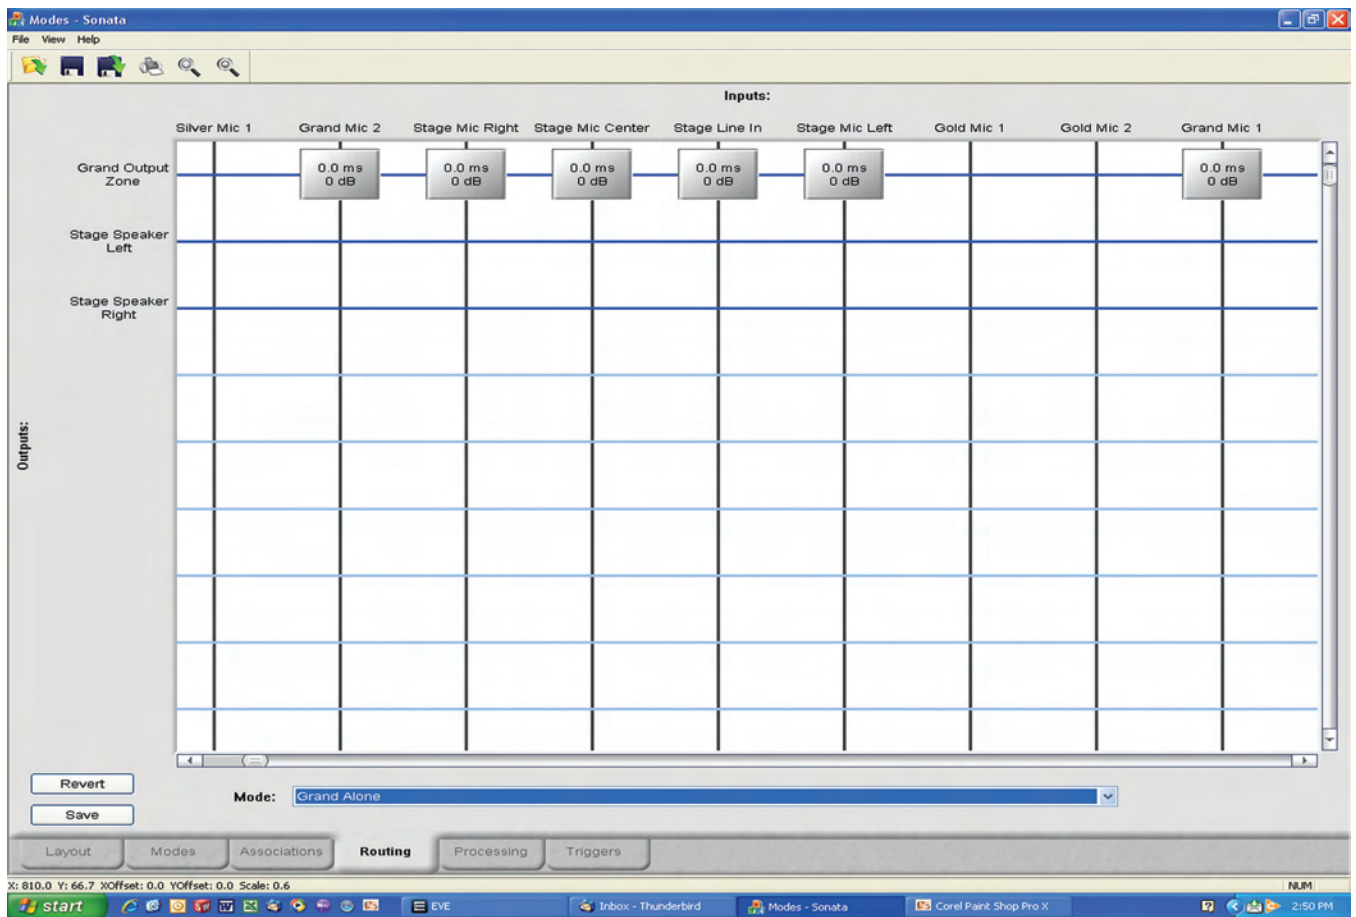 Modes - Sonata
File View Help
Inputs:
Silver Mic 1 Grand Mic 2 Stage Mic Right Stage Mic Center Stage Line In Stage Mic Left Gold Mic 1 Gold Mic 2 Grand Mic 1
Grand Output
Zone
0.0 ms
0 dB
0.0 ms
0 dB
0.0 ms
0 dB
0.0 ms
0 dB
0.0 ms
0 dB
0.0 ms
0 dB
Stage Speaker
Left
Stage Speaker
Right
Outputs:
Revert
Save
Mode: Grand Alone
Layout Modes Associations Routing Processing Triggers
X: 810.0 Y: 66.7 XOffset: 0.0 YOffset: 0.0 Scale: 0.6 NUM
start EVE Inbox - Thunderbird Modes - Sonata Corel Paint Shop Pro X 2:50 PM